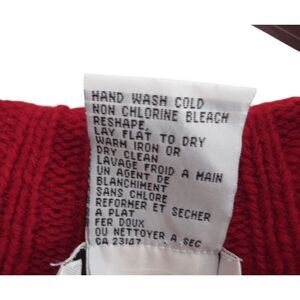 HAND WASH COLD
NON CHLORINE BLEACH
RESHAPE,
LAY FLAT TO DRY
WARM IRON OR
DRY CLEAN
LAVAGE FROID A MAIN
UN AGENT DE
BLANCHIMENT
SANS CHLORE
REFORMER ET SECHER
A PLAT
FER DOUX
OU NETTOYER A SEC
CA 23147